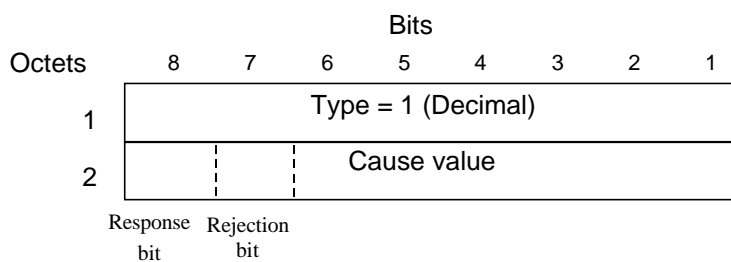 Bits
Octets 8 7 6 5 4 3 2 1
1 Type = 1 (Decimal)
2 Cause value
Response Rejection
bit bit